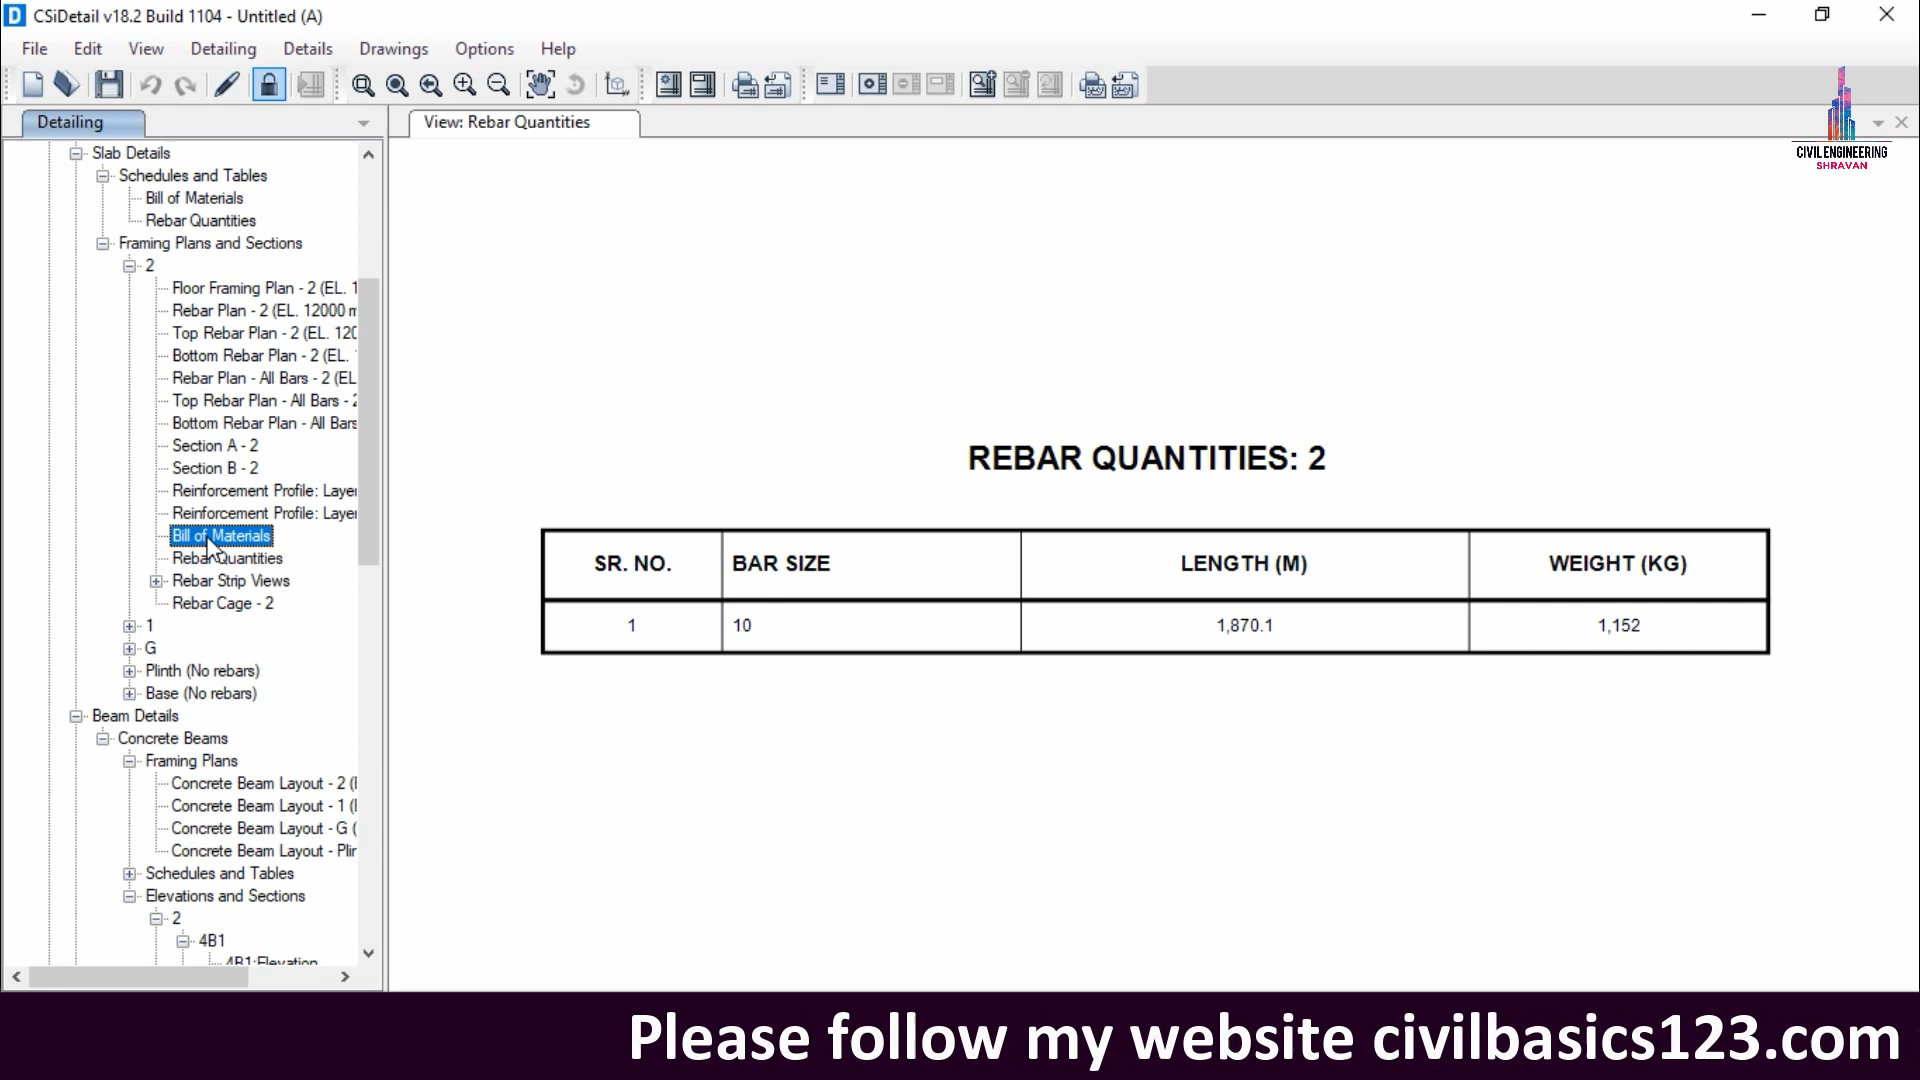 CSiDetail v18.2 Build 1104 - Untitled (A)
File Edit View Detailing Details Drawings Options Help
Detailing
View: Rebar Quantities
CIVIL ENGINEERING
SHRAVAN
Slab Details
Schedules and Tables
Bill of Materials
Rebar Quantities
Framing Plans and Sections
2
Floor Framing Plan - 2 (EL. 1
Rebar Plan - 2 (EL. 12000 m
Top Rebar Plan - 2 (EL. 120
Bottom Rebar Plan - 2 (EL.
Rebar Plan - All Bars - 2 (EL
Top Rebar Plan - All Bars - 2
Bottom Rebar Plan - All Bars
Section A - 2
Section B - 2
Reinforcement Profile: Layer
Reinforcement Profile: Layer
Bill of Materials
Rebar Quantities
Rebar Strip Views
Rebar Cage - 2
1
G
Plinth (No rebars)
Base (No rebars)
Beam Details
Concrete Beams
Framing Plans
Concrete Beam Layout - 2 (
Concrete Beam Layout - 1 (
Concrete Beam Layout - G (
Concrete Beam Layout - Plin
Schedules and Tables
Elevations and Sections
2
4B1
4B1:Elevation
REBAR QUANTITIES: 2
SR. NO. BAR SIZE LENGTH (M) WEIGHT (KG)
1 10 1,870.1 1,152
Please follow my website civilbasics123.com